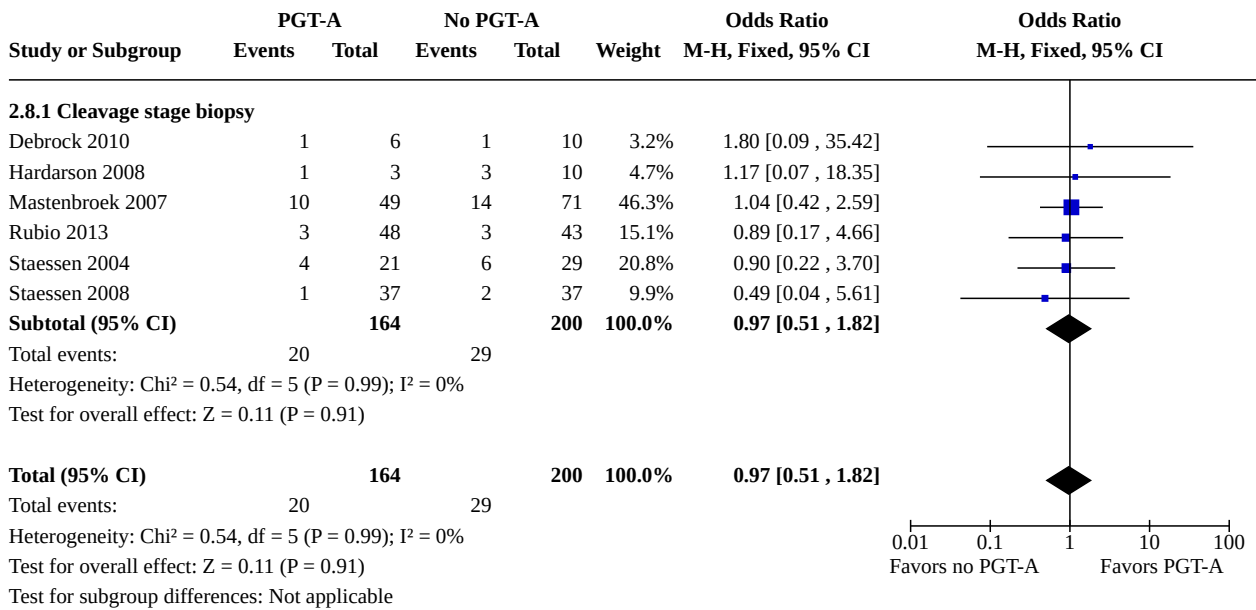 PGT-A No PGT-A Odds Ratio Odds Ratio
Study or Subgroup Events Total Events Total Weight M-H, Fixed, 95% CI M-H, Fixed, 95% CI
2.8.1 Cleavage stage biopsy
Debrock 2010 1 6 1 10 3.2% 1.80 [0.09 , 35.42]
Hardarson 2008 1 3 3 10 4.7% 1.17 [0.07 , 18.35]
Mastenbroek 2007 10 49 14 71 46.3% 1.04 [0.42 , 2.59]
Rubio 2013 3 48 3 43 15.1% 0.89 [0.17 , 4.66]
Staessen 2004 4 21 6 29 20.8% 0.90 [0.22 , 3.70]
Staessen 2008 1 37 2 37 9.9% 0.49 [0.04 , 5.61]
Subtotal (95% CI) 164 200 100.0% 0.97 [0.51 , 1.82]
Total events: 20 29
Heterogeneity: Chi² = 0.54, df = 5 (P = 0.99); I² = 0%
Test for overall effect: Z = 0.11 (P = 0.91)
Total (95% CI) 164 200 100.0% 0.97 [0.51 , 1.82]
Total events: 20 29
Heterogeneity: Chi² = 0.54, df = 5 (P = 0.99); I² = 0%
Test for overall effect: Z = 0.11 (P = 0.91)
Test for subgroup differences: Not applicable
0.01 0.1 1 10 100
Favors no PGT-A Favors PGT-A